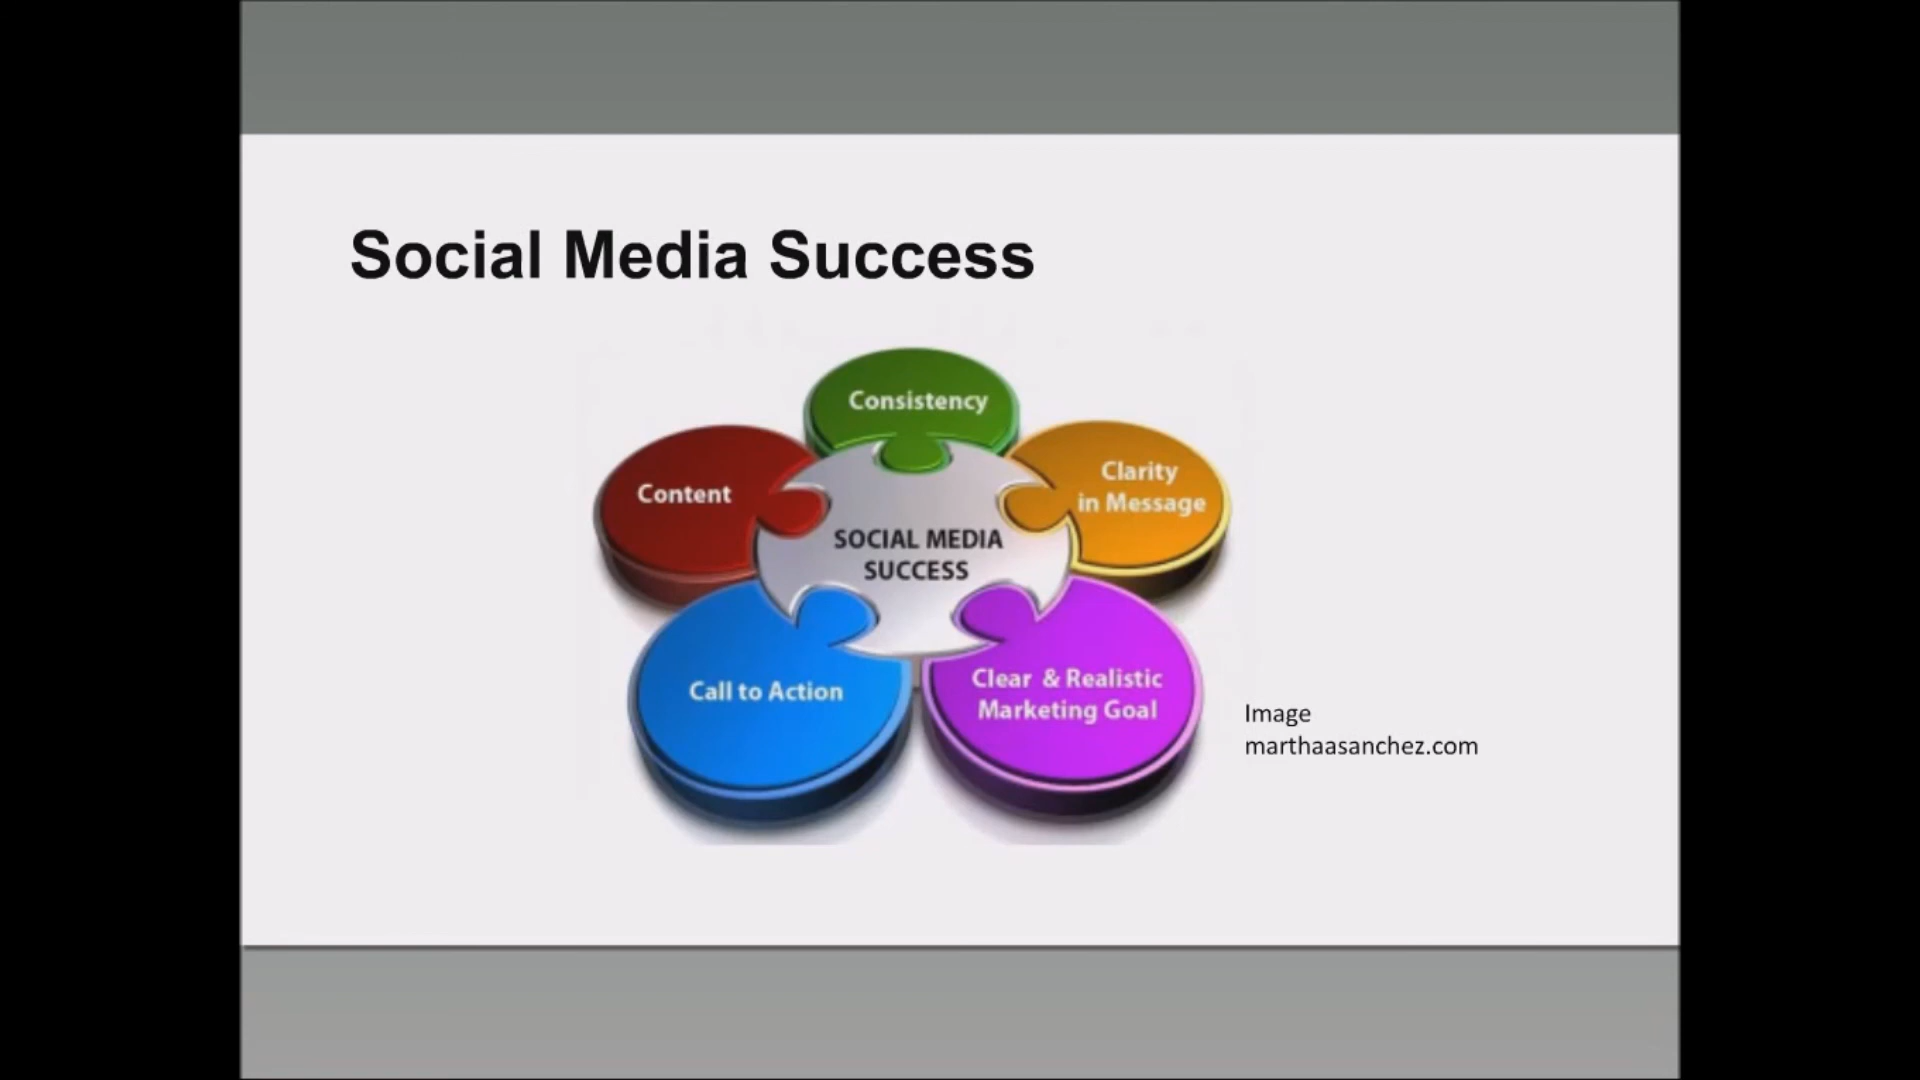 Social Media Success
Consistency
Content
Clarity
in Message
SOCIAL MEDIA
SUCCESS
Call to Action
Clear & Realistic
Marketing Goal
Image
marthaasanchez.com